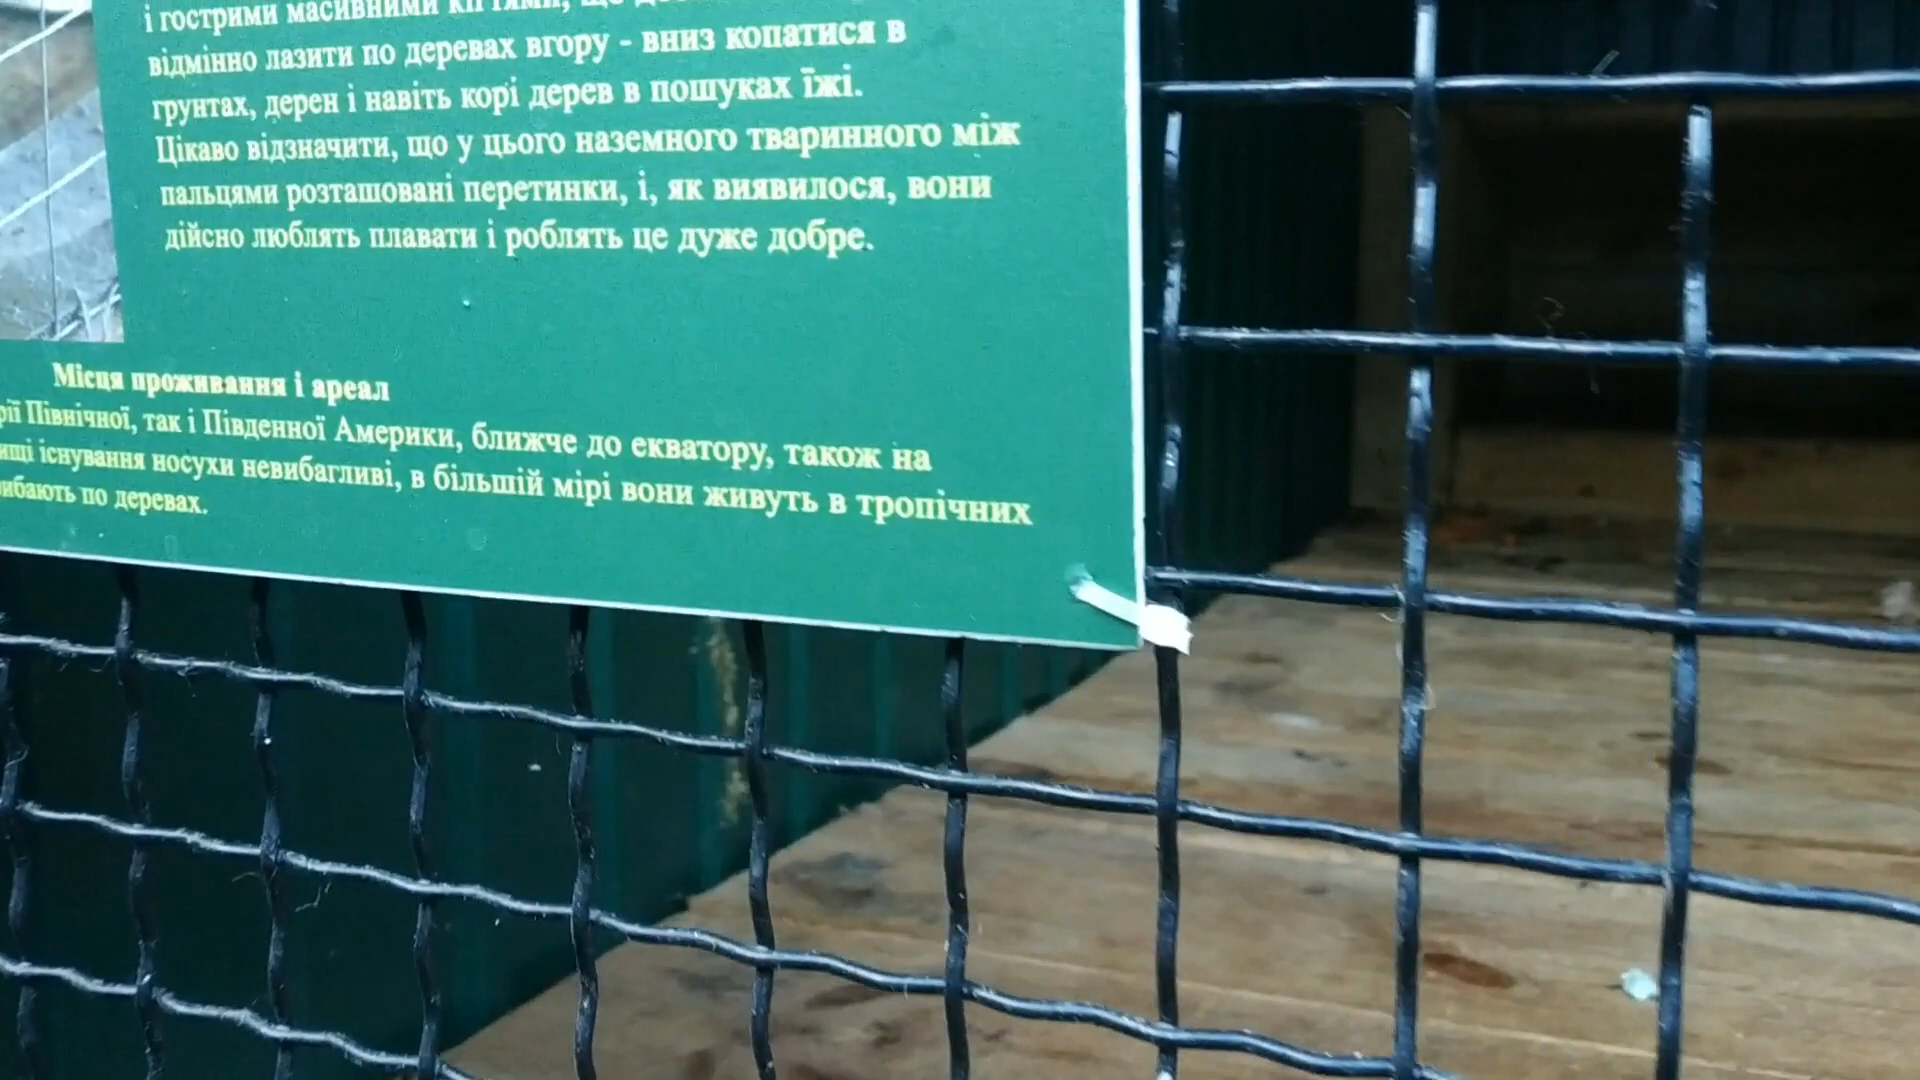 і гострими масивними кігтями, що
відмінно лазити по деревах вгору - вниз копатися в
грунтах, дерен і навіть корі дерев в пошуках їжі.
Цікаво відзначити, що у цього наземного тваринного між
пальцями розташовані перетинки, і, як виявилося, вони
дійсно люблять плавати і роблять це дуже добре.
Місця проживання і ареал
Північної, так і Південної Америки, ближче до екватору, також на
існування носухи невибагливі, в більшій мірі вони живуть в тропічних
по деревах.